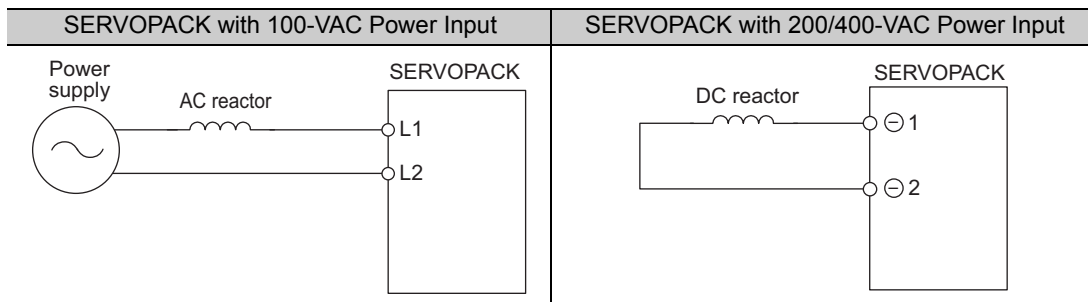 SERVOPACK with 100-VAC Power Input
SERVOPACK with 200/400-VAC Power Input
Power
supply
AC reactor
SERVOPACK
L1
L2
DC reactor
SERVOPACK
⊖ 1
⊖ 2